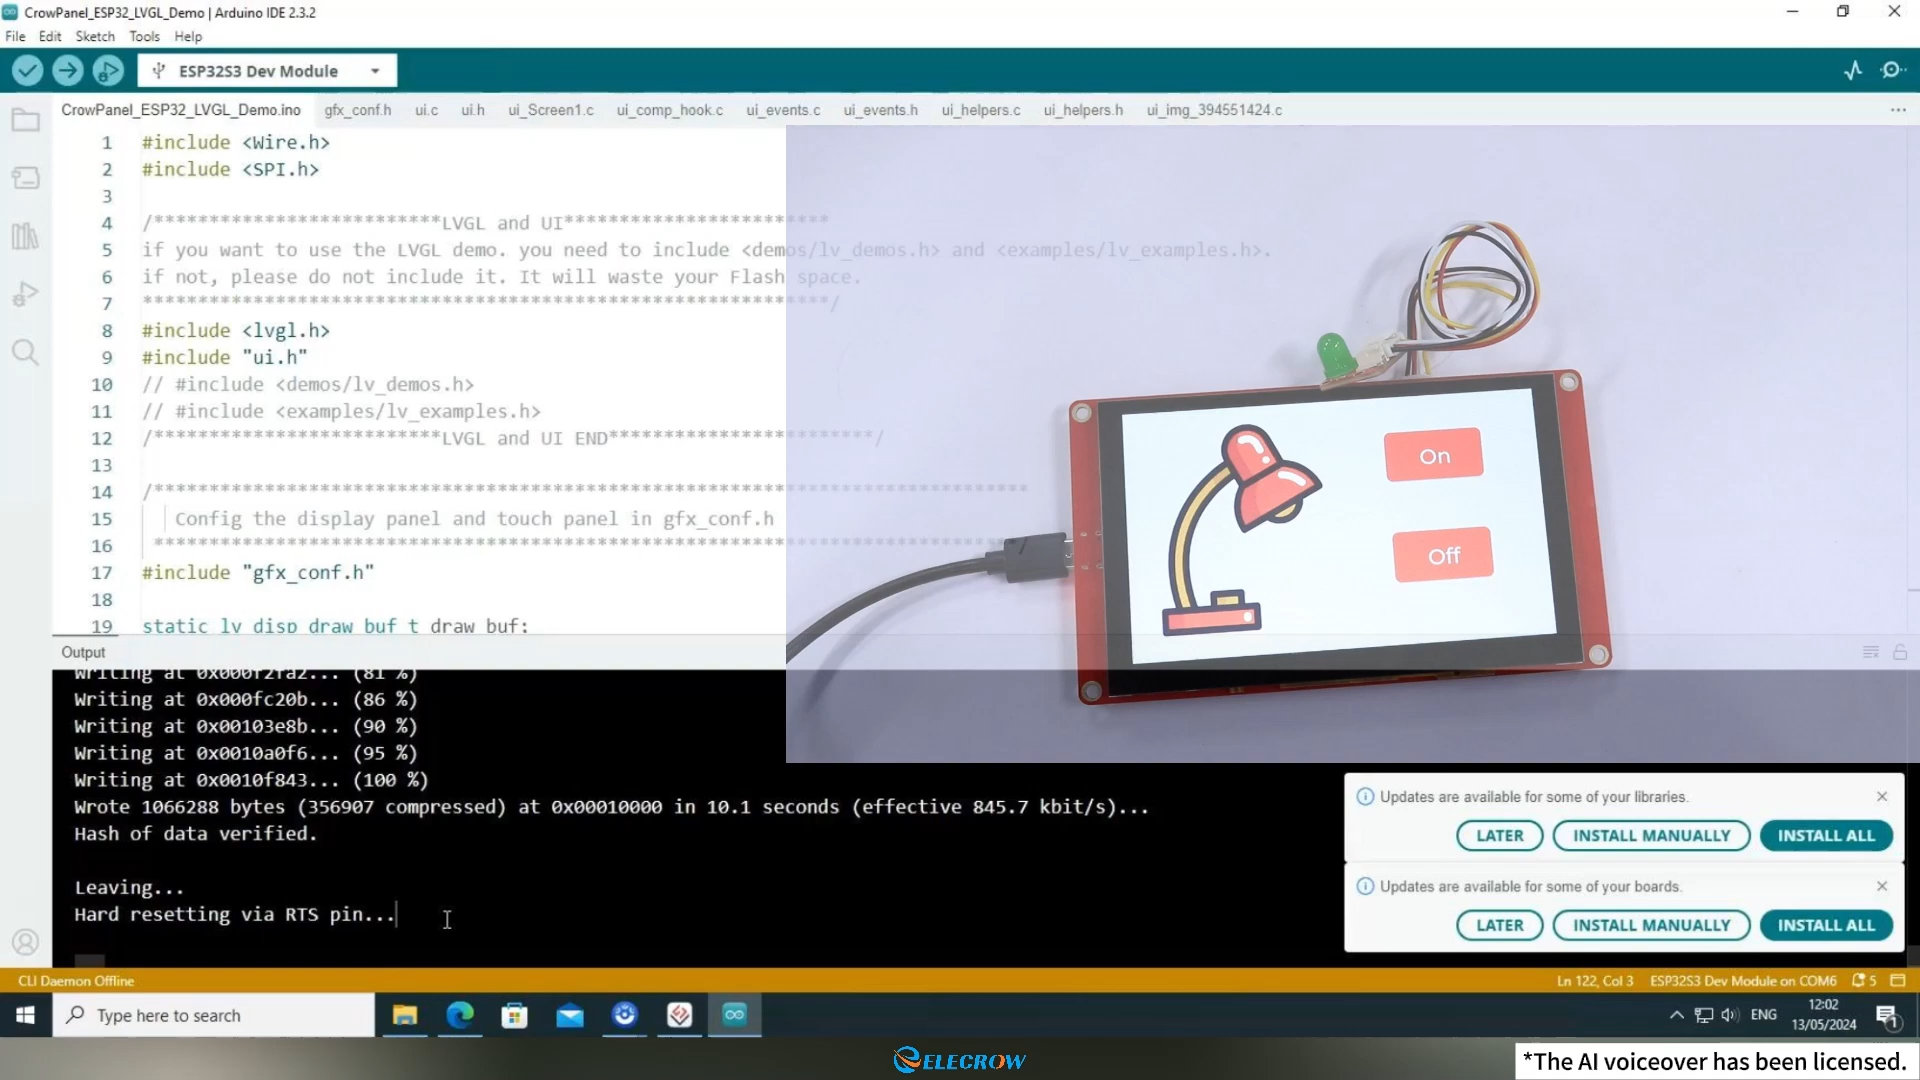 CrowPanel_ESP32_LVGL_Demo | Arduino IDE 2.3.2
File Edit Sketch Tools Help
ESP32S3 Dev Module
CrowPanel_ESP32_LVGL_Demo.ino gfx_conf.h ui.c ui.h ui_Screen1.c ui_comp_hook.c ui_events.c ui_events.h ui_helpers.c ui_helpers.h ui_img_394551424.c
1 #include <Wire.h>
2 #include <SPI.h>
3
4 /**************************LVGL and UI************************
5 if you want to use the LVGL demo. you need to include <demos/lv_demos.h> and <examples/lv_examples.h>.
6 if not, please do not include it. It will waste your Flash space.
7 **************************************************************/
8 #include <lvgl.h>
9 #include "ui.h"
10 // #include <demos/lv_demos.h>
11 // #include <examples/lv_examples.h>
12 /**************************LVGL and UI END************************/
13
14 /*******************************************************************************
15 Config the display panel and touch panel in gfx_conf.h
16 ******************************************************************************/
17 #include "gfx_conf.h"
18
19 static lv_disp_draw_buf_t draw_buf;
On
Off
Output
Writing at 0x000f2fa2... (81 %)
Writing at 0x000fc20b... (86 %)
Writing at 0x00103e8b... (90 %)
Writing at 0x0010a0f6... (95 %)
Writing at 0x0010f843... (100 %)
Wrote 1066288 bytes (356907 compressed) at 0x00010000 in 10.1 seconds (effective 845.7 kbit/s)...
Hash of data verified.
Leaving...
Hard resetting via RTS pin...
Updates are available for some of your libraries.
LATER INSTALL MANUALLY INSTALL ALL
Updates are available for some of your boards.
LATER INSTALL MANUALLY INSTALL ALL
CLI Daemon Offline
Ln 122, Col 3 ESP32S3 Dev Module on COM6 5
Type here to search
ENG
12:02
13/05/2024
1
ELECROW
*The AI voiceover has been licensed.